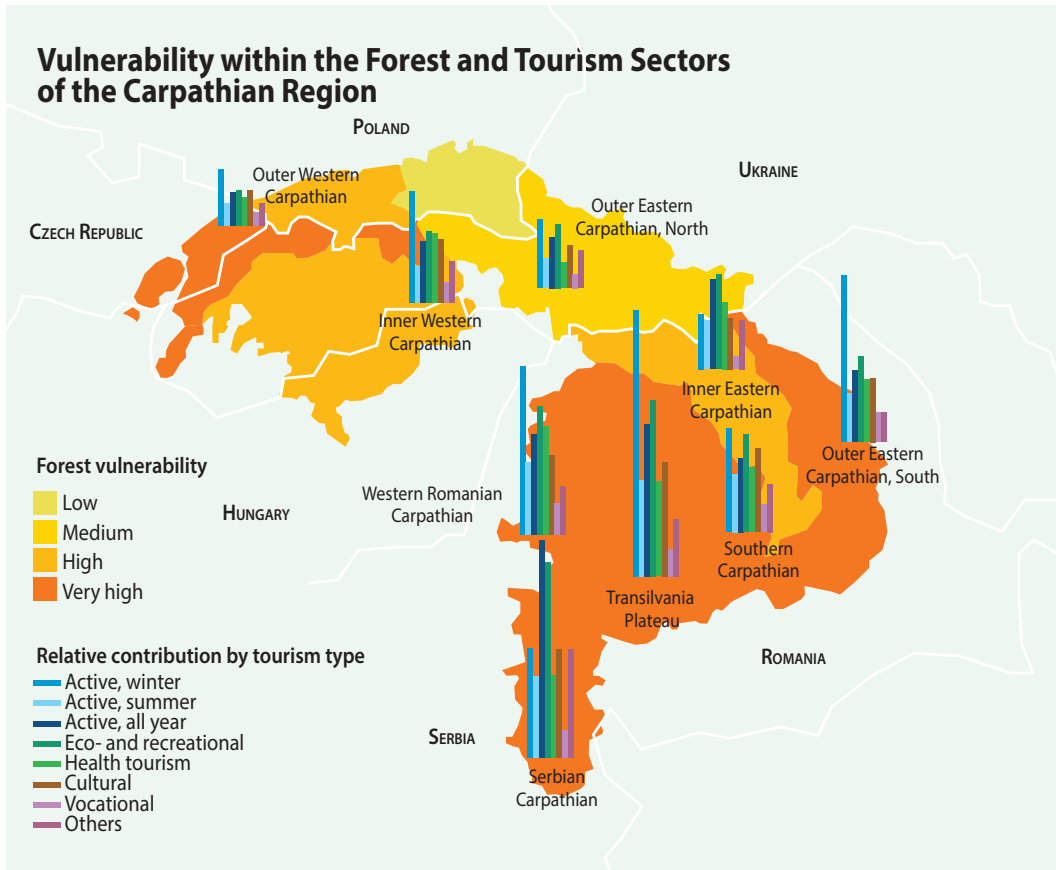 Vulnerability within the Forest and Tourism Sectors
of the Carpathian Region
POLAND
UKRAINE
CZECH REPUBLIC
Outer Western
Carpathian
Outer Eastern
Carpathian, North
Inner Western
Carpathian
Inner Eastern
Carpathian
Outer Eastern
Carpathian, South
Western Romanian
Carpathian
HUNGARY
Southern
Carpathian
Transilvania
Plateau
ROMANIA
SERBIA
Serbian
Carpathian
Forest vulnerability
Low
Medium
High
Very high
Relative contribution by tourism type
Active, winter
Active, summer
Active, all year
Eco- and recreational
Health tourism
Cultural
Vocational
Others